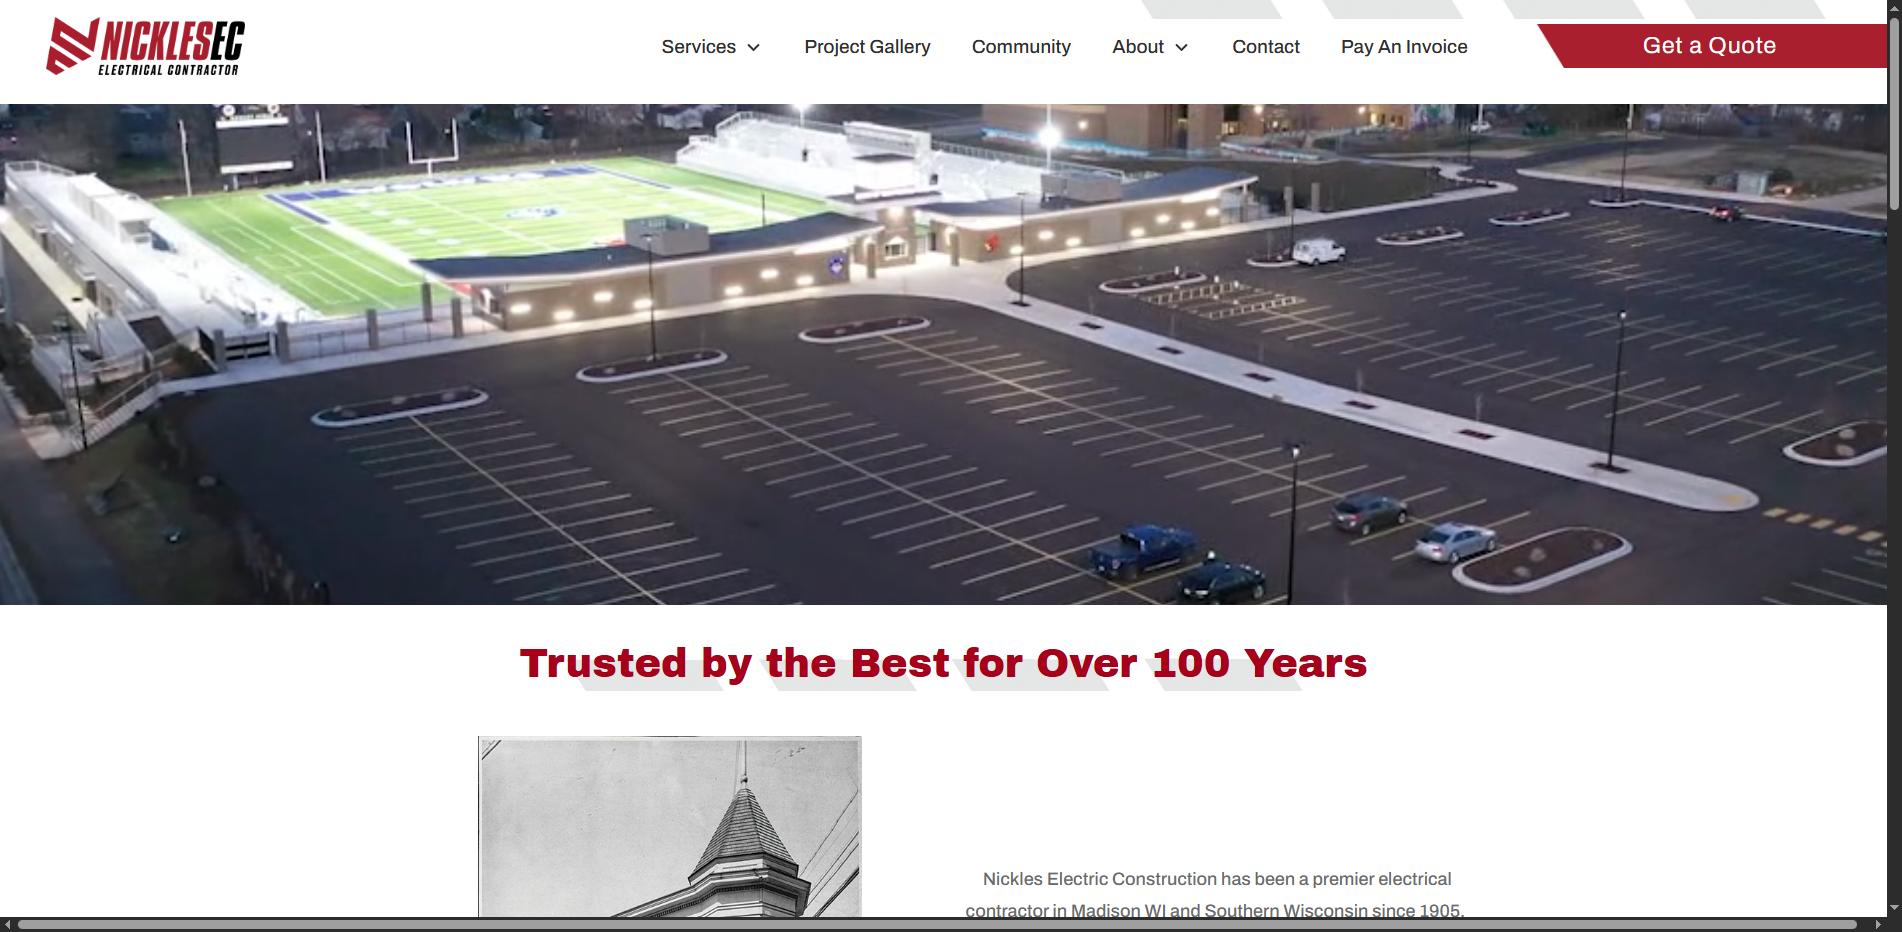 NICKLESEC
ELECTRICAL CONTRACTOR
Services
Project Gallery
Community
About
Contact
Pay An Invoice
Get a Quote
Trusted by the Best for Over 100 Years
Nickles Electric Construction has been a premier electrical
contractor in Madison WI and Southern Wisconsin since 1905.